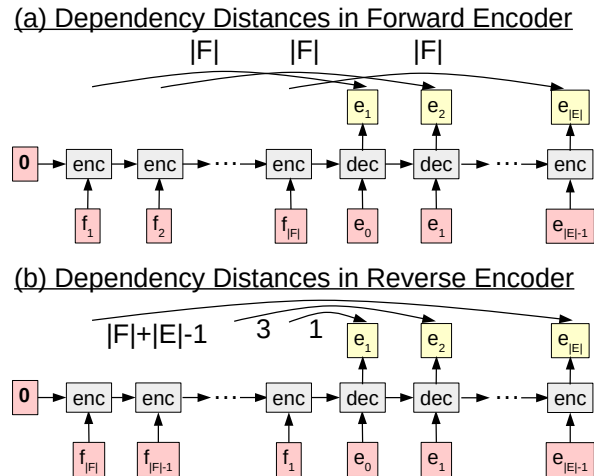 (a) Dependency Distances in Forward Encoder
|F| |F| |F|
e1 e2 e|E|
0 enc enc ... enc dec dec ... enc
f1 f2 f|F| e0 e1 e|E|-1
(b) Dependency Distances in Reverse Encoder
|F|+|E|-1 3 1
e1 e2 e|E|
0 enc enc ... enc dec dec ... enc
f|F| f|F|-1 f1 e0 e1 e|E|-1